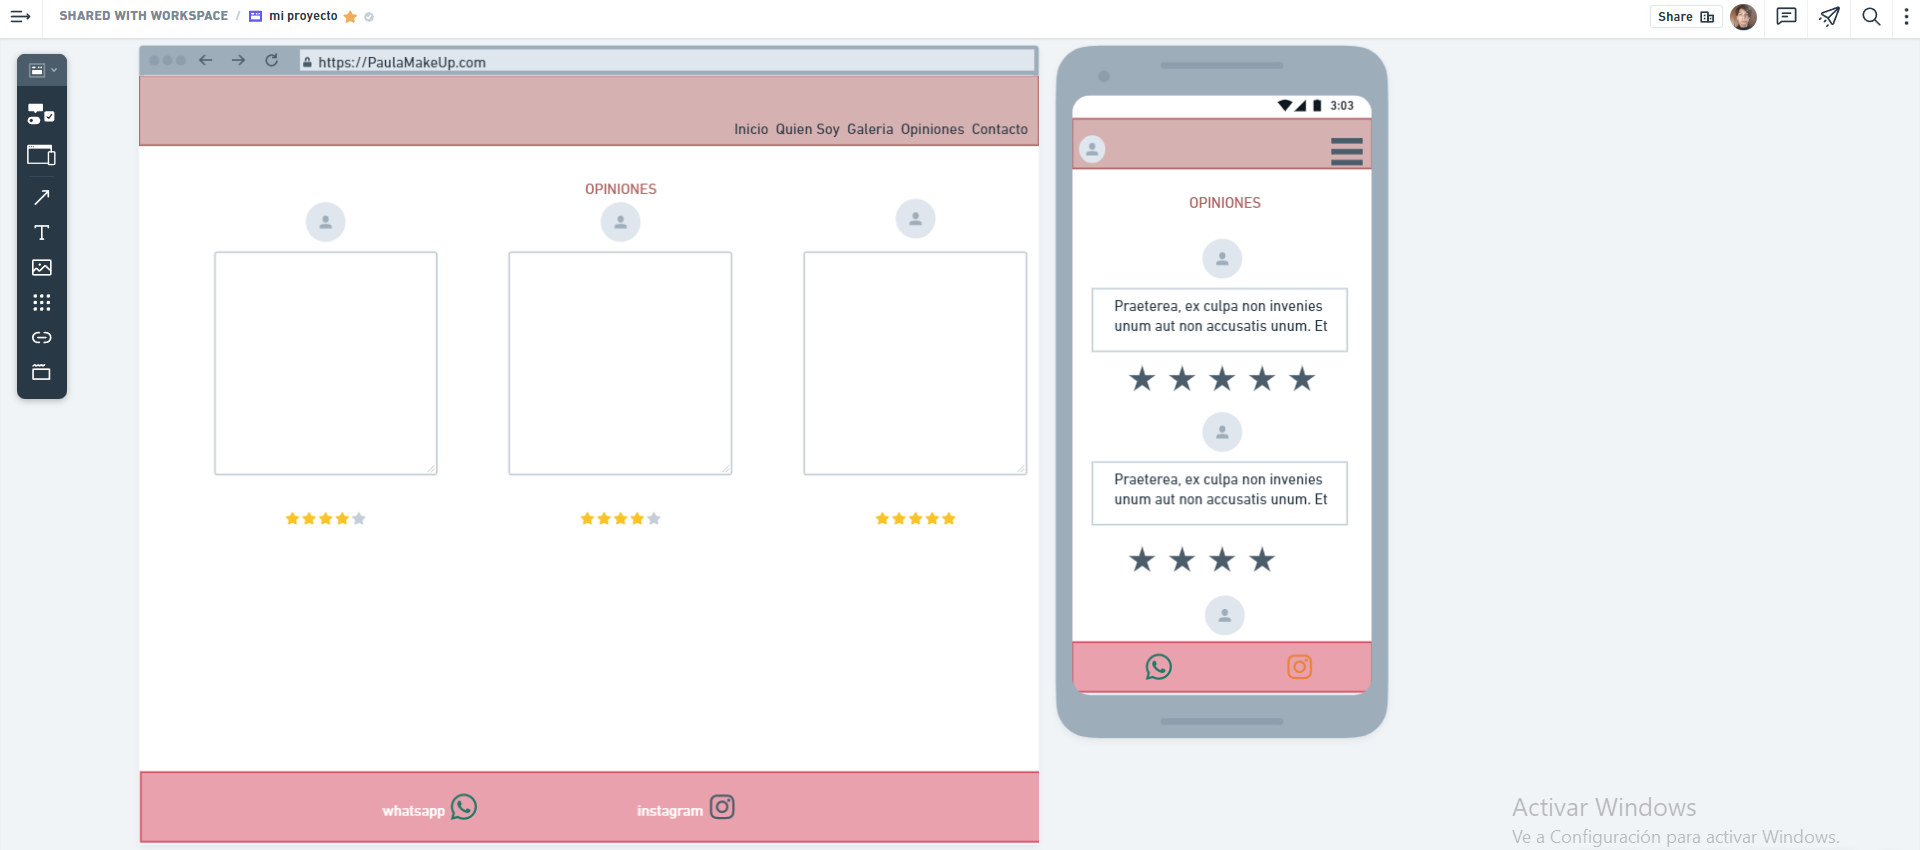 SHARED WITH WORKSPACE / mi proyecto
Share
https://PaulaMakeUp.com
Inicio Quien Soy Galeria Opiniones Contacto
OPINIONES
whatsapp
instagram
3:03
OPINIONES
Praeterea, ex culpa non invenies
unum aut non accusatis unum. Et
Praeterea, ex culpa non invenies
unum aut non accusatis unum. Et
Activar Windows
Ve a Configuración para activar Windows.